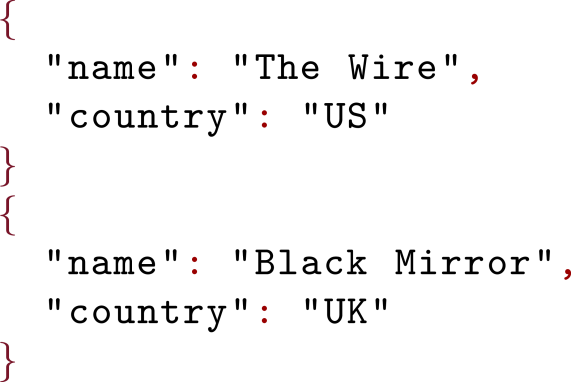 {
  "name": "The Wire",
  "country": "US"
}
{
  "name": "Black Mirror",
  "country": "UK"
}